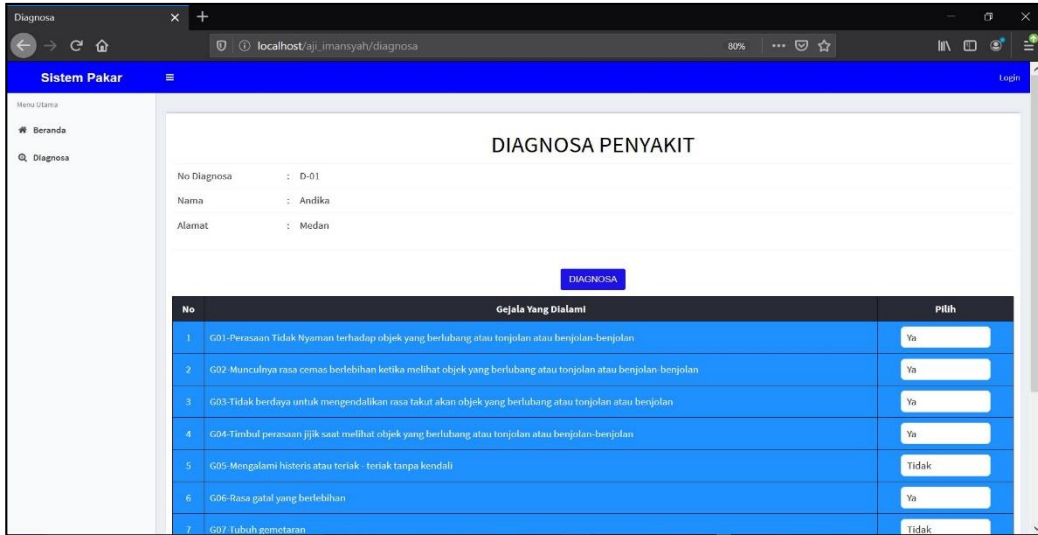 Diagnosa
localhost/aji_imansyah/diagnosa
80%
Sistem Pakar
Login
Menu Utama
Beranda
Diagnosa
DIAGNOSA PENYAKIT
No Diagnosa : D-01
Nama : Andika
Alamat : Medan
DIAGNOSA
No Gejala Yang Dialami Pilih
1 G01-Perasaan Tidak Nyaman terhadap objek yang berlubang atau tonjolan atau benjolan-benjolan Ya
2 G02-Munculnya rasa cemas berlebihan ketika melihat objek yang berlubang atau tonjolan atau benjolan-benjolan Ya
3 G03-Tidak berdaya untuk mengendalikan rasa takut akan objek yang berlubang atau tonjolan atau benjolan Ya
4 G04-Timbul perasaan jijik saat melihat objek yang berlubang atau tonjolan atau benjolan-benjolan Ya
5 G05-Mengalami histeris atau teriak - teriak tanpa kendali Tidak
6 G06-Rasa gatal yang berlebihan Ya
7 G07-Tubuh gemetaran Tidak